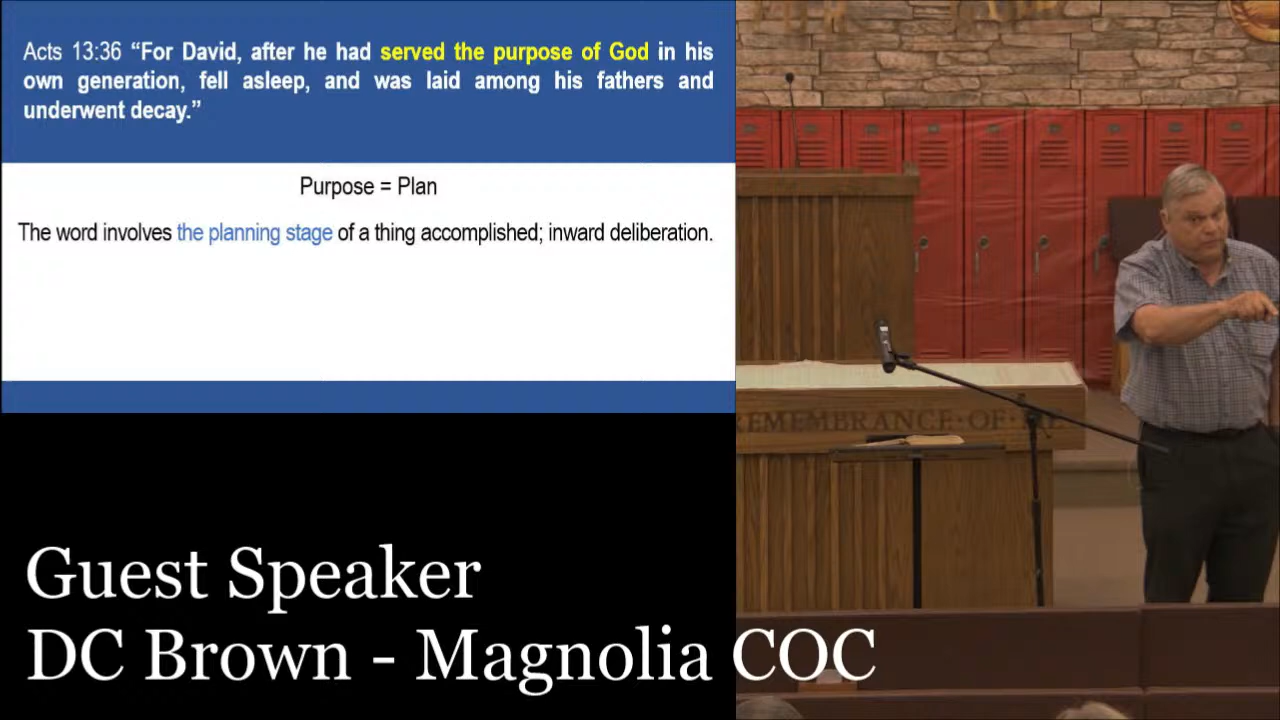 Acts 13:36 “For David, after he had served the purpose of God in his
own generation, fell asleep, and was laid among his fathers and
underwent decay.”
Purpose = Plan
The word involves the planning stage of a thing accomplished; inward deliberation.
REMEMBRANCE·OF·ME
Guest Speaker
DC Brown - Magnolia COC